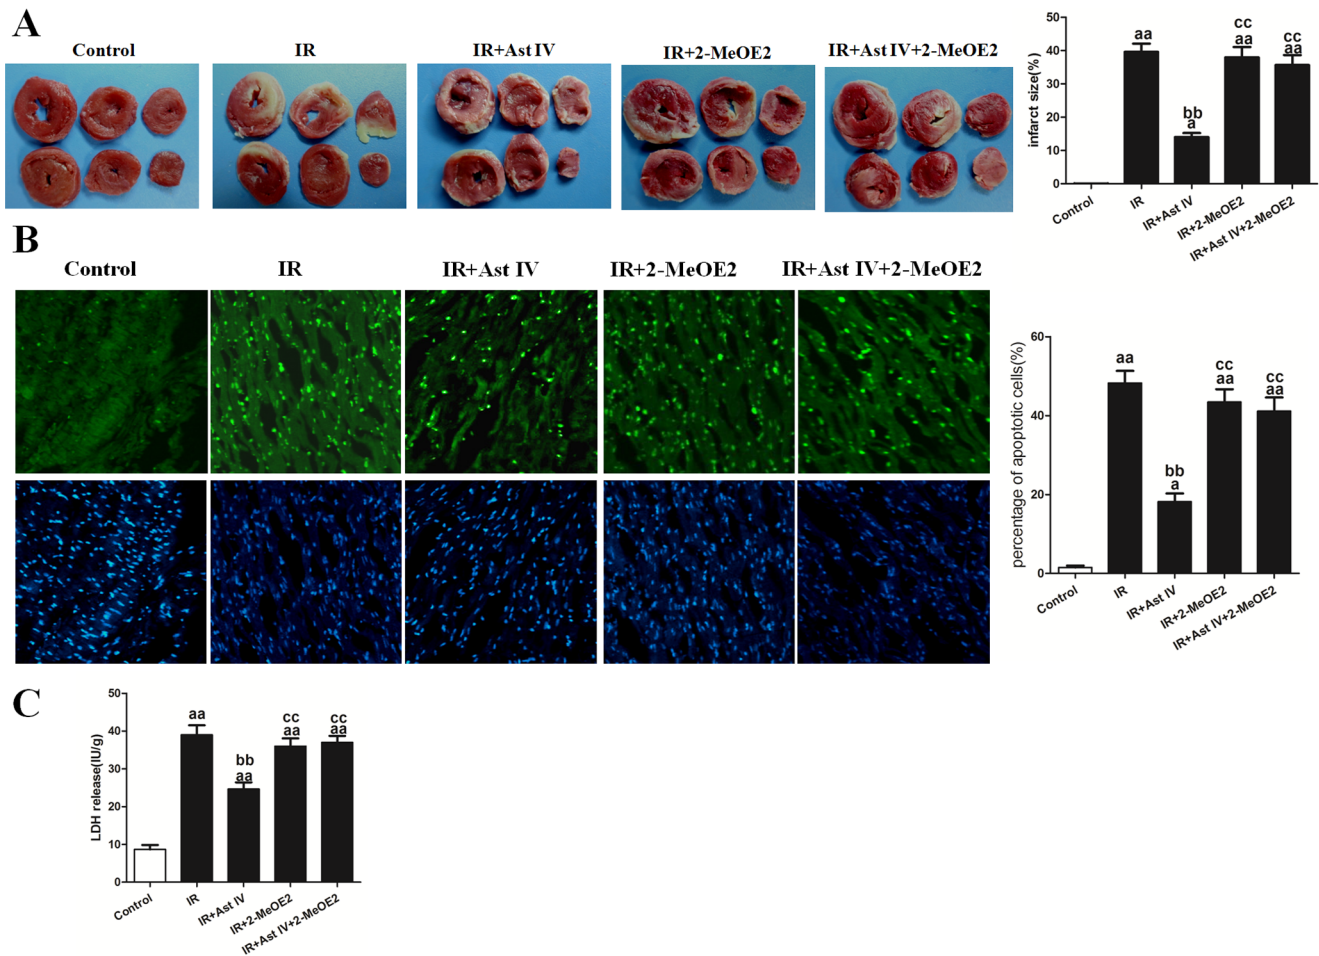 A
Control
IR
IR+Ast IV
IR+2-MeOE2
IR+Ast IV+2-MeOE2
infarct size(%)
50
40
30
20
10
0
aa
bb
a
cc
aa
cc
aa
Control
IR
IR+Ast IV
IR+2-MeOE2
IR+Ast IV+2-MeOE2
B
Control
IR
IR+Ast IV
IR+2-MeOE2
IR+Ast IV+2-MeOE2
percentage of apoptotic cells(%)
60
40
20
0
aa
bb
a
cc
aa
cc
aa
Control
IR
IR+Ast IV
IR+2-MeOE2
IR+Ast IV+2-MeOE2
C
LDH release(IU/g)
50
40
30
20
10
0
aa
bb
aa
cc
aa
cc
aa
Control
IR
IR+Ast IV
IR+2-MeOE2
IR+Ast IV+2-MeOE2